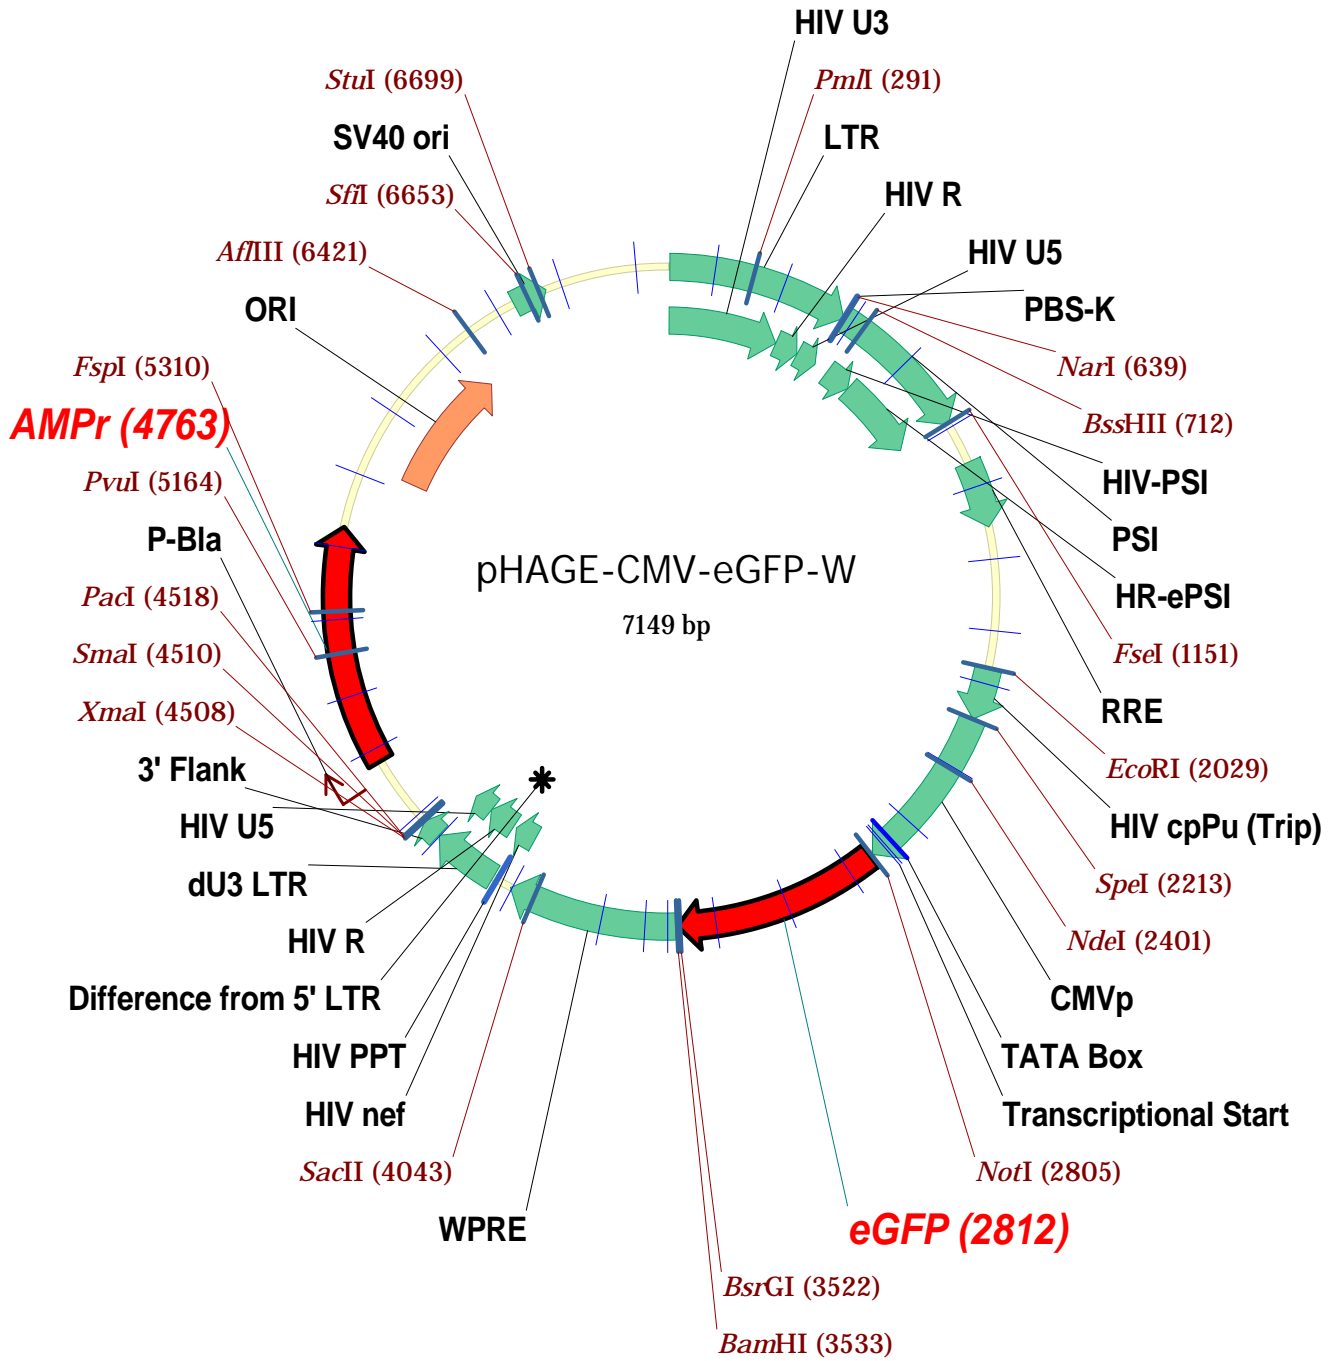 HIV U3
StuI (6699)
PmlI (291)
SV40 ori
LTR
SfiI (6653)
HIV R
AflIII (6421)
HIV U5
ORI
PBS-K
FspI (5310)
NarI (639)
AMPr (4763)
BssHII (712)
PvuI (5164)
HIV-PSI
P-Bla
PSI
pHAGE-CMV-eGFP-W
PacI (4518)
HR-ePSI
7149 bp
SmaI (4510)
FseI (1151)
XmaI (4508)
RRE
3' Flank
EcoRI (2029)
HIV U5
HIV cpPu (Trip)
dU3 LTR
SpeI (2213)
HIV R
NdeI (2401)
Difference from 5' LTR
CMVp
HIV PPT
TATA Box
HIV nef
Transcriptional Start
SacII (4043)
NotI (2805)
WPRE
eGFP (2812)
BsrGI (3522)
BamHI (3533)